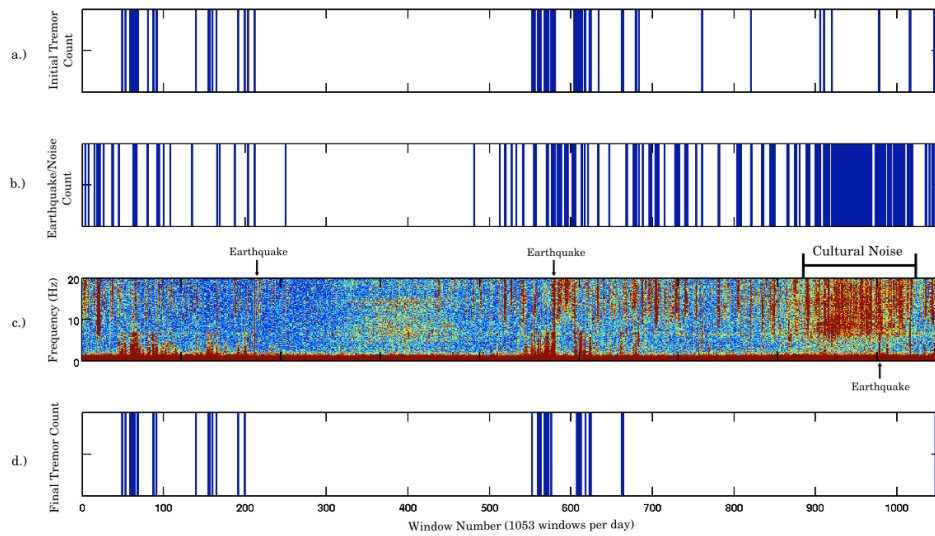 a.)
Initial Tremor
Count
b.)
Earthquake/Noise
Count
Earthquake
Earthquake
Cultural Noise
c.)
Frequency (Hz)
20
10
0
Earthquake
d.)
Final Tremor Count
0 100 200 300 400 500 600 700 800 900 1000
Window Number (1053 windows per day)